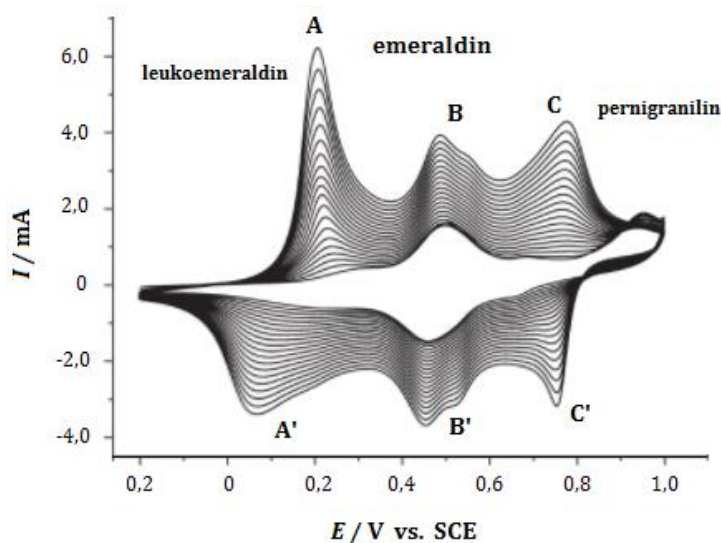 A
emeraldin
leukoemeraldin
B
C
pernigranilin
6,0
4,0
2,0
0
-2,0
-4,0
I / mA
A'
B'
C'
0,2
0
0,2
0,4
0,6
0,8
1,0
E / V vs. SCE